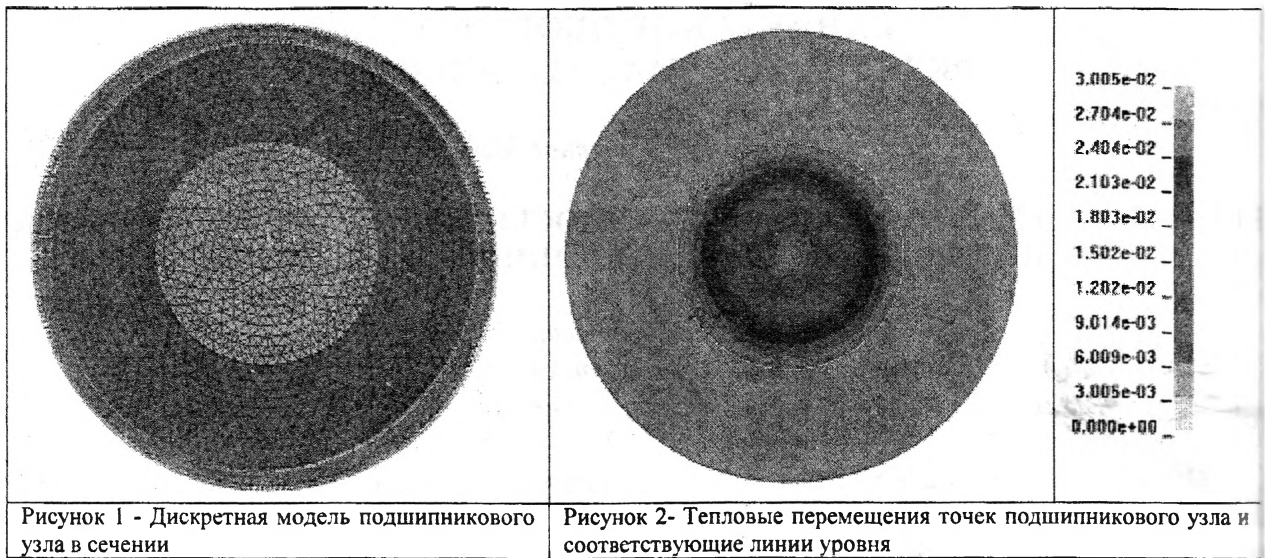 3.005e-02
2.704e-02
2.404e-02
2.103e-02
1.803e-02
1.502e-02
1.202e-02
9.014e-03
6.009e-03
3.005e-03
0.000e+00
Рисунок 1 - Дискретная модель подшипникового
узла в сечении
Рисунок 2- Тепловые перемещения точек подшипникового узла и
соответствующие линии уровня